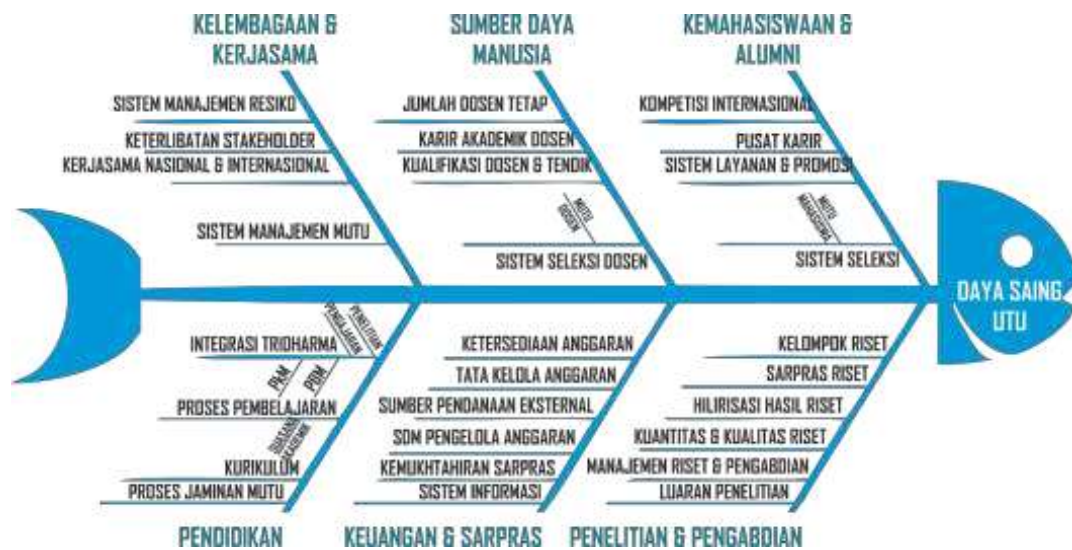 KELEMBAGAAN &
KERJASAMA
SISTEM MANAJEMEN RESIKO
KETERLIBATAN STAKEHOLDER
KERJASAMA NASIONAL & INTERNASIONAL
SISTEM MANAJEMEN MUTU
SUMBER DAYA
MANUSIA
JUMLAH DOSEN TETAP
KARIR AKADEMIK DOSEN
KUALIFIKASI DOSEN & TENDIK
MUTU
DOSEN
SISTEM SELEKSI DOSEN
KEMAHASISWAAN &
ALUMNI
KOMPETISI INTERNASIONAL
PUSAT KARIR
SISTEM LAYANAN & PROMOSI
MUTU
MAHASISWA
SISTEM SELEKSI
DAYA SAING
UTU
PENELITIAN
PENGAJARAN
INTEGRASI TRIDHARMA
PKM
PBM
PROSES PEMBELAJARAN
SUASANA
AKADEMIK
KURIKULUM
PROSES JAMINAN MUTU
PENDIDIKAN
KETERSEDIAAN ANGGARAN
TATA KELOLA ANGGARAN
SUMBER PENDANAAN EKSTERNAL
SDM PENGELOLA ANGGARAN
KEMUKHTAHIRAN SARPRAS
SISTEM INFORMASI
KEUANGAN & SARPRAS
KELOMPOK RISET
SARPRAS RISET
HILIRISASI HASIL RISET
KUANTITAS & KUALITAS RISET
MANAJEMEN RISET & PENGABDIAN
LUARAN PENELITIAN
PENELITIAN & PENGABDIAN